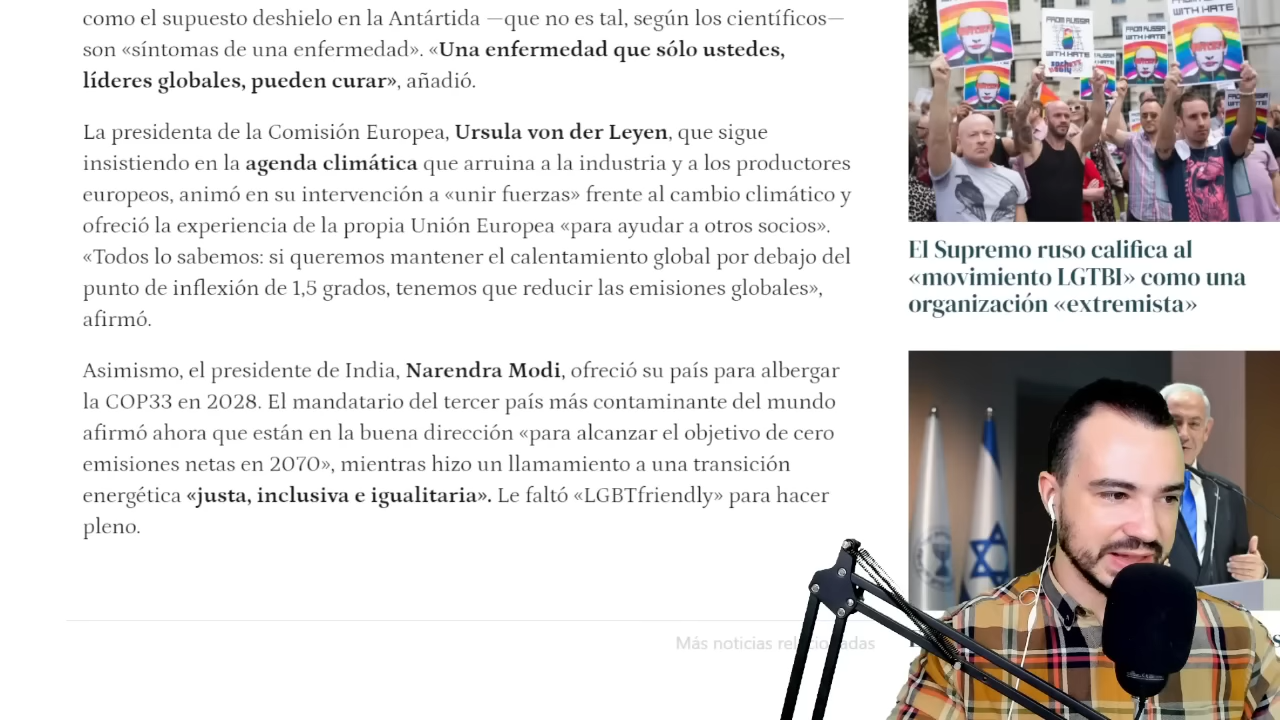 como el supuesto deshielo en la Antártida —que no es tal, según los científicos—
son «síntomas de una enfermedad». «Una enfermedad que sólo ustedes,
líderes globales, pueden curar», añadió.
La presidenta de la Comisión Europea, Ursula von der Leyen, que sigue
insistiendo en la agenda climática que arruina a la industria y a los productores
europeos, animó en su intervención a «unir fuerzas» frente al cambio climático y
ofreció la experiencia de la propia Unión Europea «para ayudar a otros socios».
«Todos lo sabemos: si queremos mantener el calentamiento global por debajo del
punto de inflexión de 1,5 grados, tenemos que reducir las emisiones globales»,
afirmó.
Asimismo, el presidente de India, Narendra Modi, ofreció su país para albergar
la COP33 en 2028. El mandatario del tercer país más contaminante del mundo
afirmó ahora que están en la buena dirección «para alcanzar el objetivo de cero
emisiones netas en 2070», mientras hizo un llamamiento a una transición
energética «justa, inclusiva e igualitaria». Le faltó «LGBTfriendly» para hacer
pleno.
Más noticias relacionadas
FROM RUSSIA
WITH HATE
El Supremo ruso califica al
«movimiento LGTBI» como una
organización «extremista»